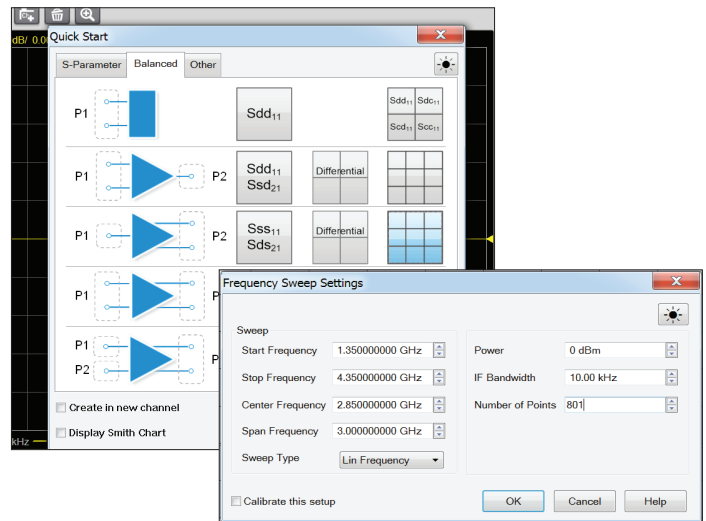 dB/ 0.0
Quick Start
S-Parameter Balanced Other
P1 Sdd11 Sdd11 Sdc11
Scd11 Scc11
P1 P2 Sdd11 Ssd21 Differential
P1 P2 Sss11 Sds21 Differential
P1 P
P1 P2 P
Create in new channel
Display Smith Chart
kHz
Frequency Sweep Settings
Sweep
Start Frequency 1.350000000 GHz
Stop Frequency 4.350000000 GHz
Center Frequency 2.850000000 GHz
Span Frequency 3.000000000 GHz
Sweep Type Lin Frequency
Power 0 dBm
IF Bandwidth 10.00 kHz
Number of Points 801
Calibrate this setup
OK Cancel Help